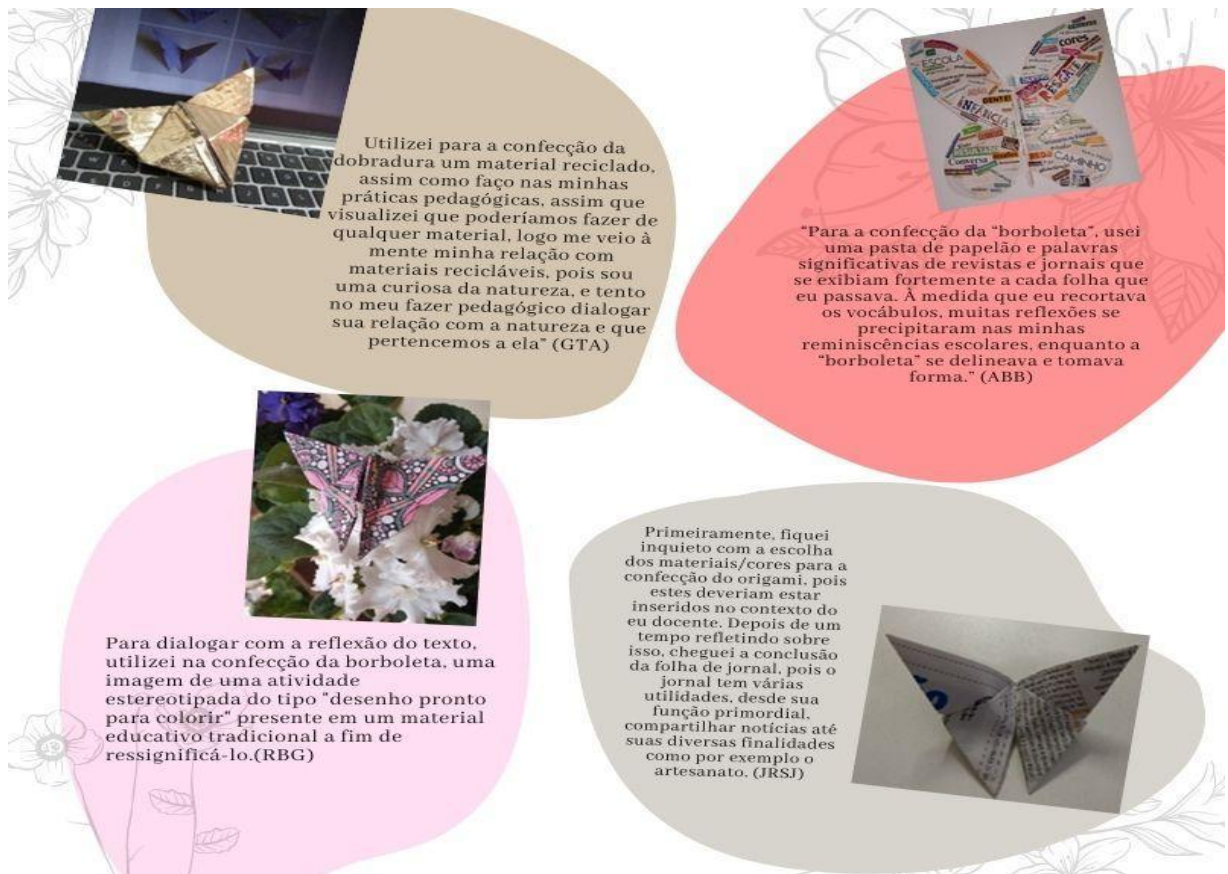 Utilizei para a confecção da
dobradura um material reciclado,
assim como faço nas minhas
práticas pedagógicas, assim que
visualizei que poderíamos fazer de
qualquer material, logo me veio à
mente minha relação com
materiais recicláveis, pois sou
uma curiosa da natureza, e tento
no meu fazer pedagógico dialogar
sua relação com a natureza e que
pertencemos a ela" (GTA)
cores
ESCOLA
RESGATE
GENTE
INFÂNCIA
Conversa
CAMINHO
"Para a confecção da "borboleta", usei
uma pasta de papelão e palavras
significativas de revistas e jornais que
se exibiam fortemente a cada folha que
eu passava. À medida que eu recortava
os vocábulos, muitas reflexões se
precipitaram nas minhas
reminiscências escolares, enquanto a
"borboleta" se delineava e tomava
forma." (ABB)
Para dialogar com a reflexão do texto,
utilizei na confecção da borboleta, uma
imagem de uma atividade
estereotipada do tipo "desenho pronto
para colorir" presente em um material
educativo tradicional a fim de
ressignificá-lo.(RBG)
Primeiramente, fiquei
inquieto com a escolha
dos materiais/cores para a
confecção do origami, pois
estes deveriam estar
inseridos no contexto do
eu docente. Depois de um
tempo refletindo sobre
isso, cheguei a conclusão
da folha de jornal, pois o
jornal tem várias
utilidades, desde sua
função primordial,
compartilhar notícias até
suas diversas finalidades
como por exemplo o
artesanato. (JRSJ)